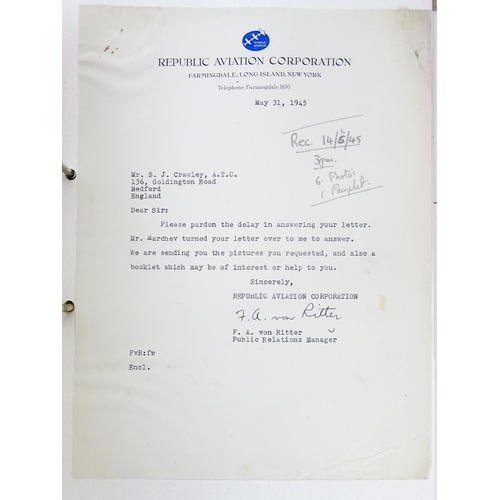 REPUBLIC
AVIATION
REPUBLIC AVIATION CORPORATION
FARMINGDALE, LONG ISLAND, NEW YORK
Telephone Farmingdale 1100
May 31, 1945
Rec. 14/6/45
3pm.
6 Photos
1 Pamplet.
Mr. S. J. Crawley, A.T.C.
136, Goldington Road
Bedford
England
Dear Sir:
Please pardon the delay in answering your letter.
Mr. Marchev turned your letter over to me to answer.
We are sending you the pictures you requested, and also a
booklet which may be of interest or help to you.
Sincerely,
REPUBLIC AVIATION CORPORATION
F. A. von Ritter
F. A. von Ritter
Public Relations Manager
FvR:fw
Encl.